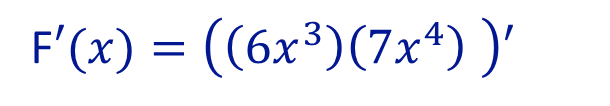 F′(x) = ((6x³)(7x⁴) )′